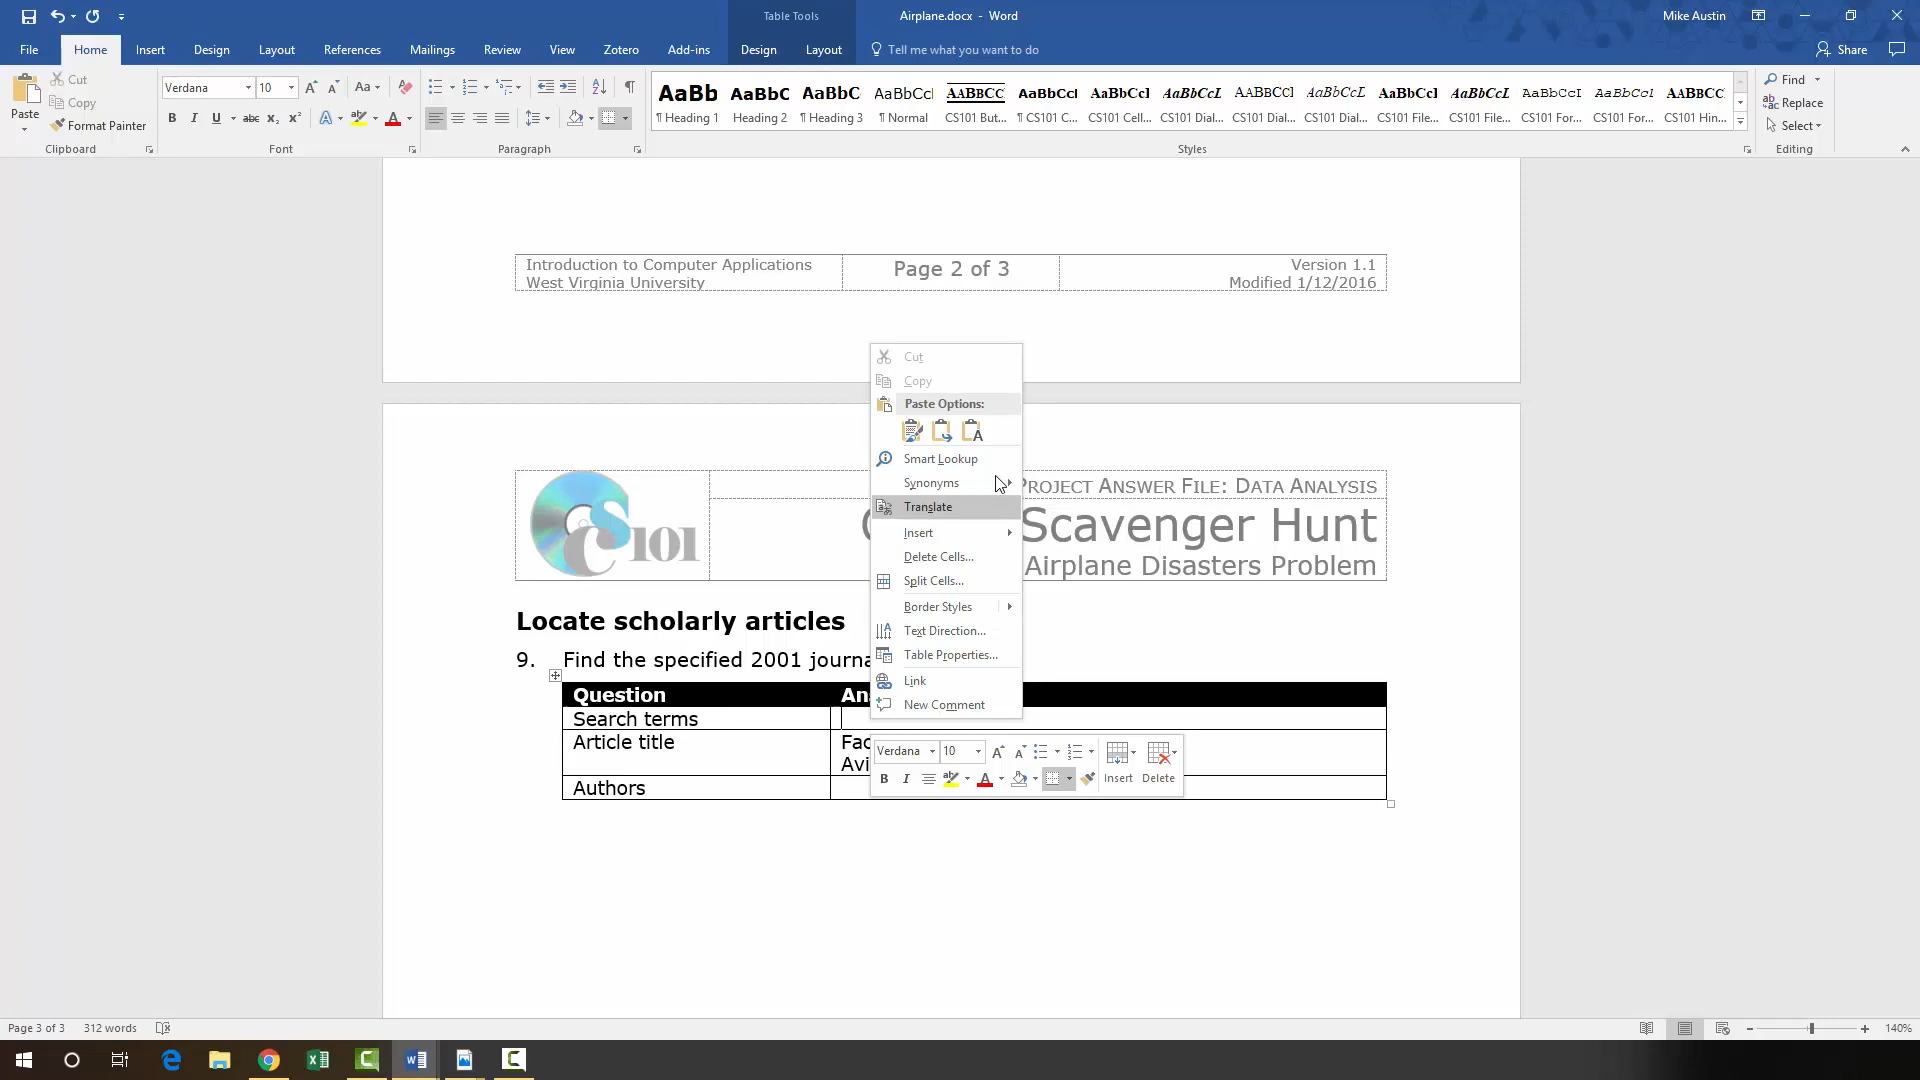 Table Tools
Airplane.docx - Word
Mike Austin
File
Home
Insert
Design
Layout
References
Mailings
Review
View
Zotero
Add-ins
Design
Layout
Tell me what you want to do
Share
Paste
Cut
Copy
Format Painter
Clipboard
Verdana
10
Aa
B I U abc x₂ x²
Font
Paragraph
AaBb
¶ Heading 1
AaBbC
Heading 2
AaBbC
¶ Heading 3
AaBbCcI
¶ Normal
AaBbCc
CS101 But...
AaBbCcI
¶ CS101 C...
AaBbCcI
CS101 Cell...
AaBbCcL
CS101 Dial...
AaBbCcI
CS101 Dial...
AaBbCcL
CS101 Dial...
AaBbCcI
CS101 File...
AaBbCcL
CS101 File...
AaBbCcI
CS101 For...
AaBbCcI
CS101 For...
AaBbCc
CS101 Hin...
Styles
Find
Replace
Select
Editing
Introduction to Computer Applications
West Virginia University
Page 2 of 3
Version 1.1
Modified 1/12/2016
Cut
Copy
Paste Options:
Smart Lookup
Synonyms
Translate
Insert
Delete Cells...
Split Cells...
Border Styles
Text Direction...
Table Properties...
Link
New Comment
CS101
Project Answer File: Data Analysis
Scavenger Hunt
Airplane Disasters Problem
Locate scholarly articles
9. Find the specified 2001 journa
Question
An
Search terms
Article title
Fac
Avi
Authors
Verdana
10
B I
Insert
Delete
Page 3 of 3
312 words
140%